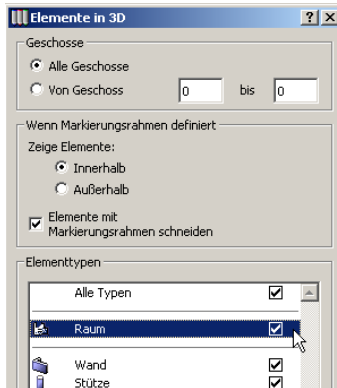 Elemente in 3D
Geschosse
Alle Geschosse
Von Geschoss 0 bis 0
Wenn Markierungsrahmen definiert
Zeige Elemente:
Innerhalb
Außerhalb
Elemente mit
Markierungsrahmen schneiden
Elementtypen
Alle Typen
Raum
Wand
Stütze